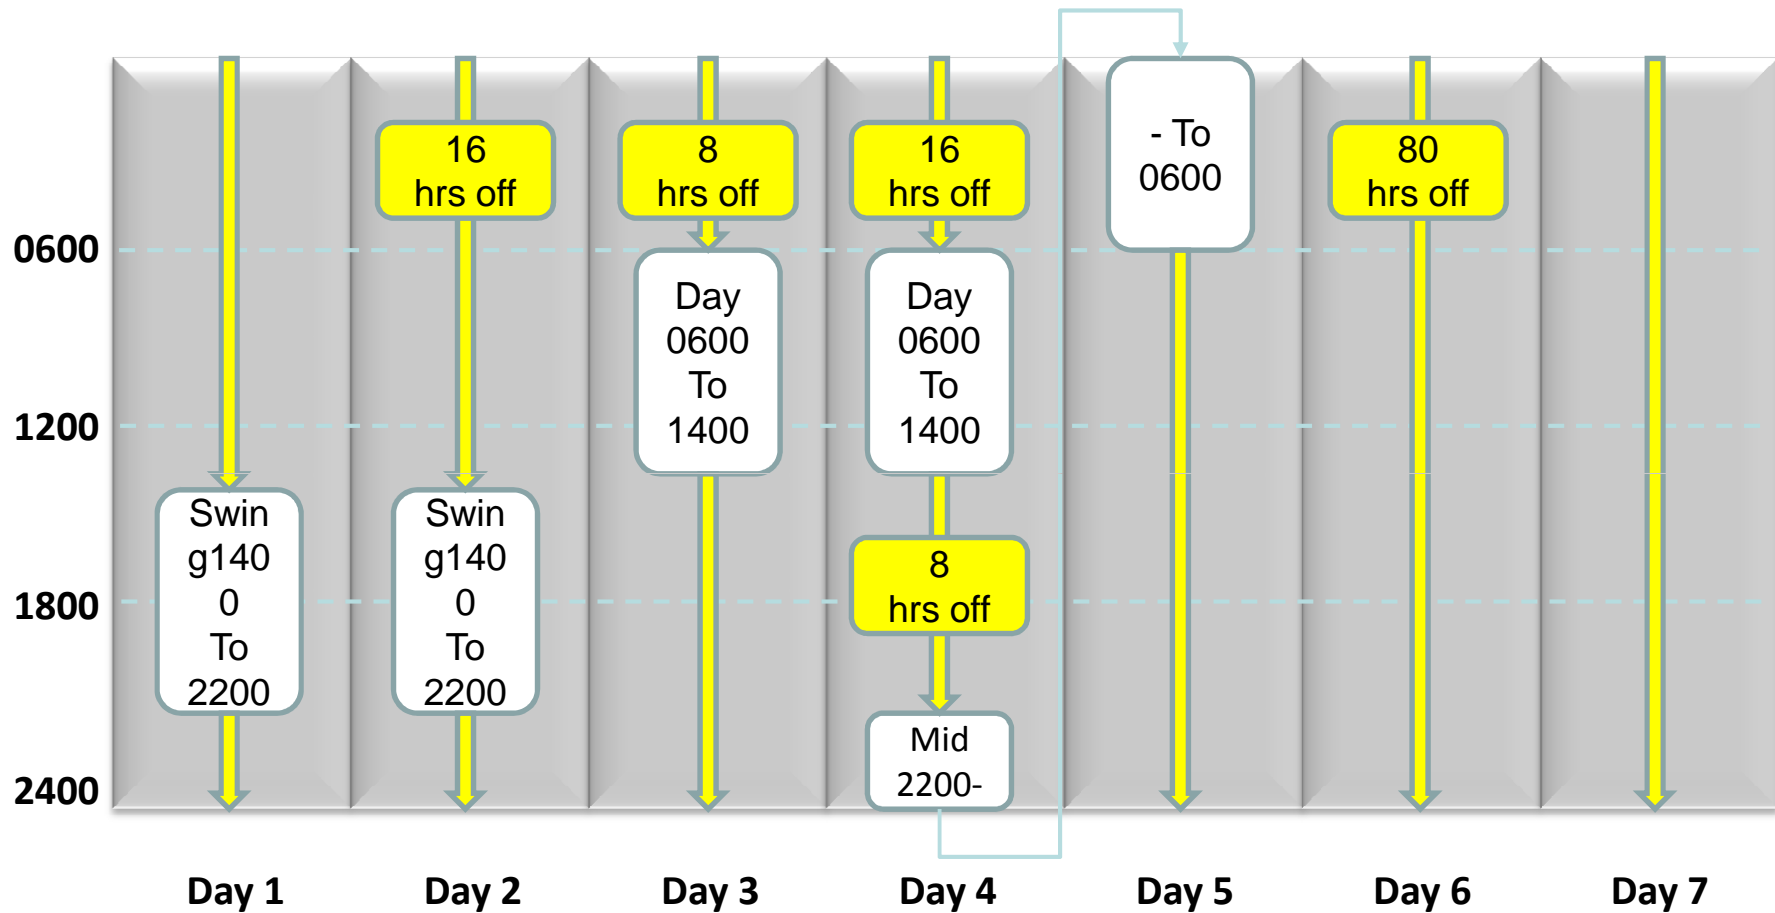 0600
1200
1800
2400
Swin
g140
0
To
2200
16
hrs off
Swin
g140
0
To
2200
8
hrs off
Day
0600
To
1400
16
hrs off
Day
0600
To
1400
8
hrs off
Mid
2200-
- To
0600
80
hrs off
Day 1
Day 2
Day 3
Day 4
Day 5
Day 6
Day 7